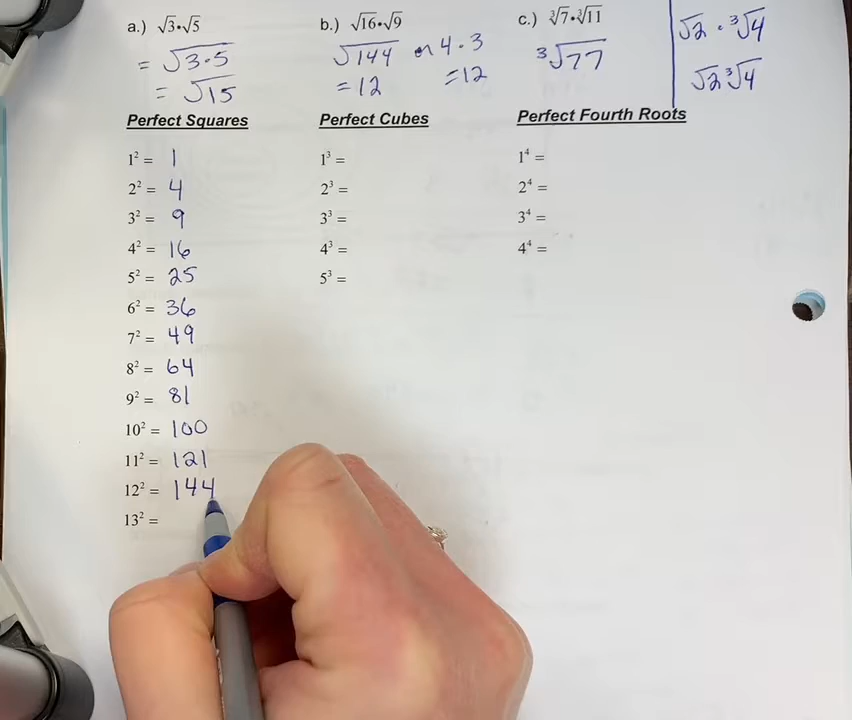 a.) √3•√5
= √3·5
= √15
b.) √16•√9
√144 or 4·3
=12 =12
c.) ∛7•∛11
∛77
√2 · ∛4
√2 ∛4
Perfect Squares
1² = 1
2² = 4
3² = 9
4² = 16
5² = 25
6² = 36
7² = 49
8² = 64
9² = 81
10² = 100
11² = 121
12² = 144
13² =
Perfect Cubes
1³ =
2³ =
3³ =
4³ =
5³ =
Perfect Fourth Roots
1⁴ =
2⁴ =
3⁴ =
4⁴ =